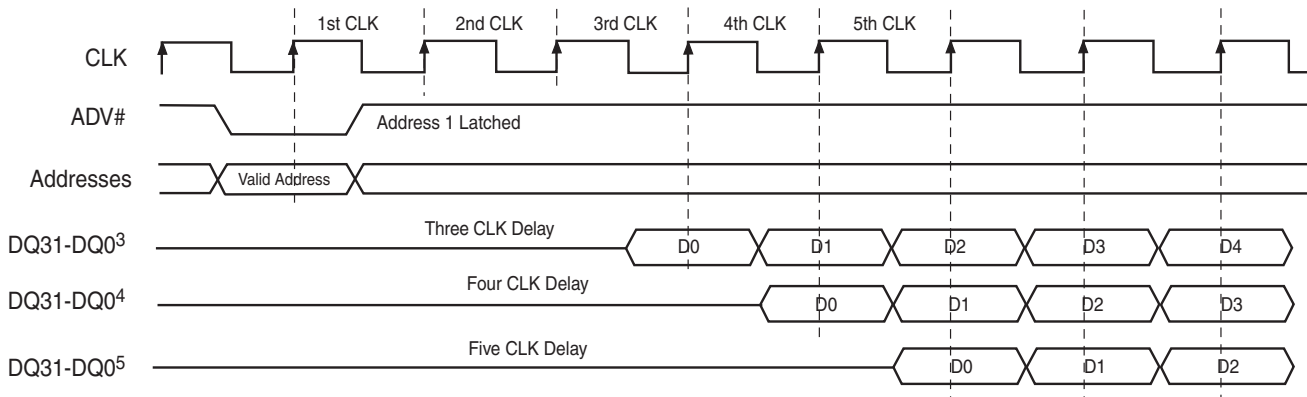 1st CLK 2nd CLK 3rd CLK 4th CLK 5th CLK
CLK
ADV#
Address 1 Latched
Addresses
Valid Address
DQ31-DQ0³
Three CLK Delay
D0 D1 D2 D3 D4
DQ31-DQ0⁴
Four CLK Delay
D0 D1 D2 D3
DQ31-DQ0⁵
Five CLK Delay
D0 D1 D2